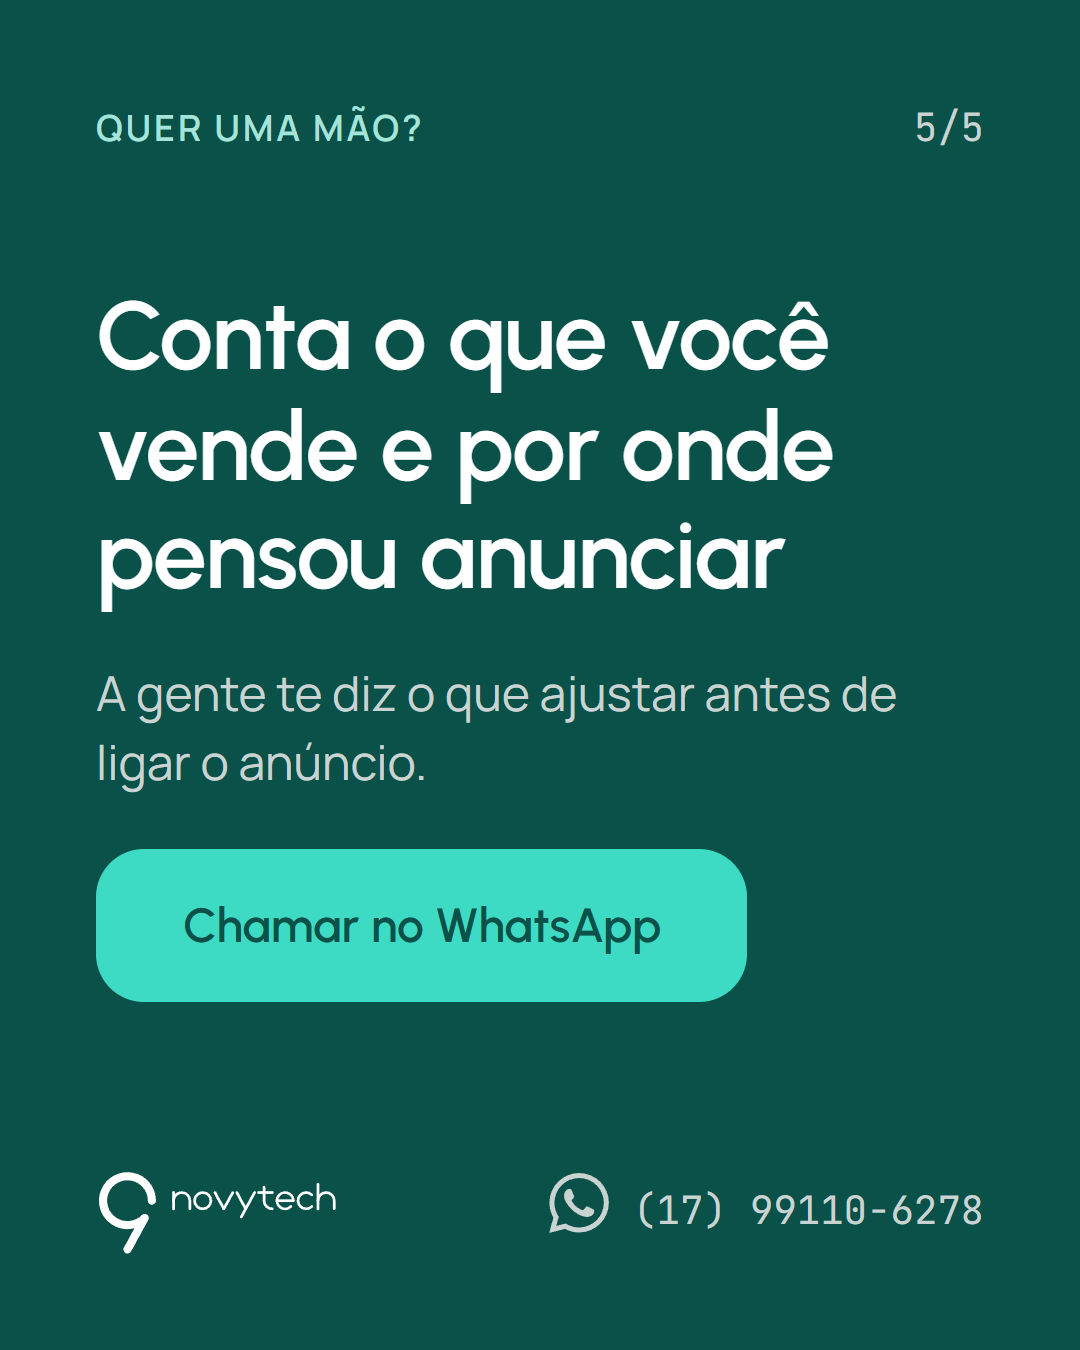 QUER UMA MÃO?
5/5
Conta o que você
vende e por onde
pensou anunciar
A gente te diz o que ajustar antes de
ligar o anúncio.
Chamar no WhatsApp
novytech
(17) 99110-6278